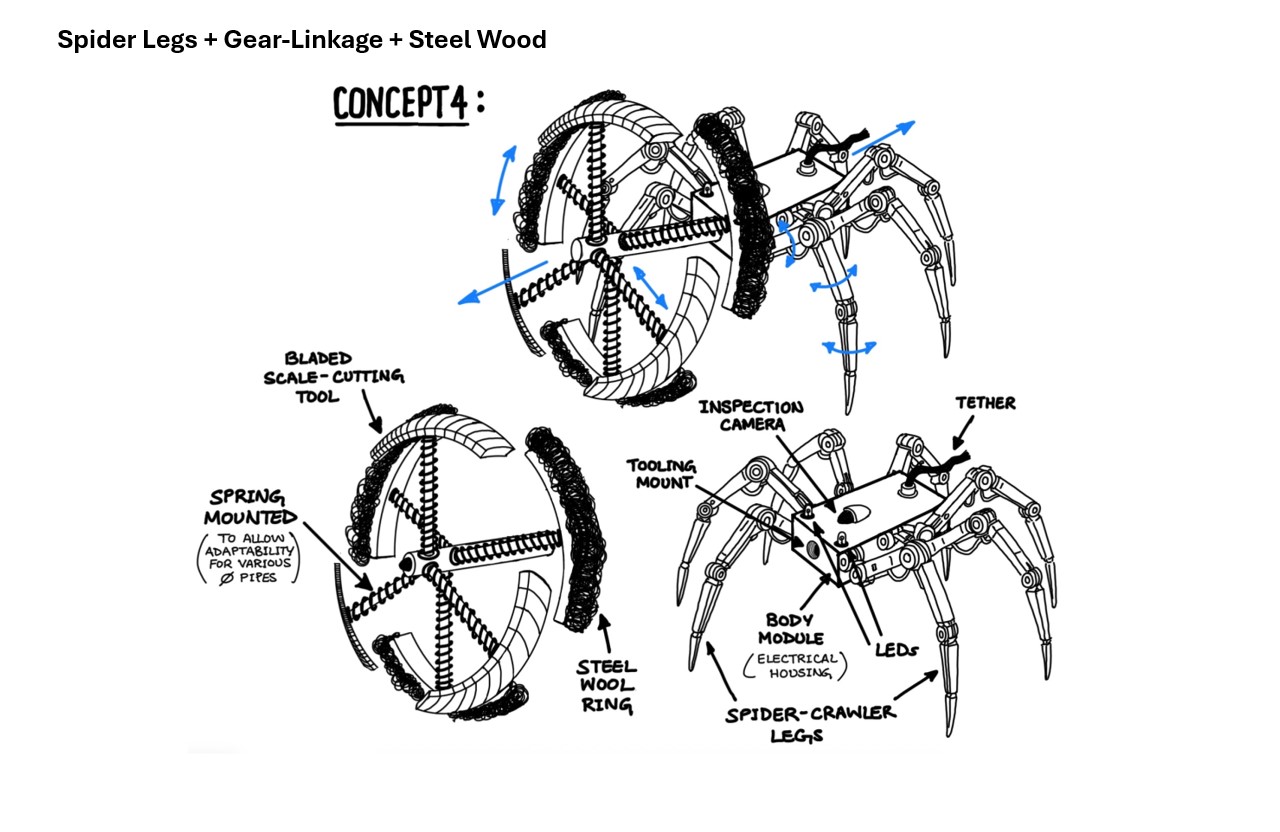 Spider Legs + Gear-Linkage + Steel Wood
CONCEPT4:
BLADED
SCALE-CUTTING
TOOL
SPRING
MOUNTED
(TO ALLOW
ADAPTABILITY
FOR VARIOUS
Ø PIPES)
STEEL
WOOL
RING
INSPECTION
CAMERA
TETHER
TOOLING
MOUNT
BODY
MODULE
(ELECTRICAL
HOUSING)
LEDs
SPIDER-CRAWLER
LEGS